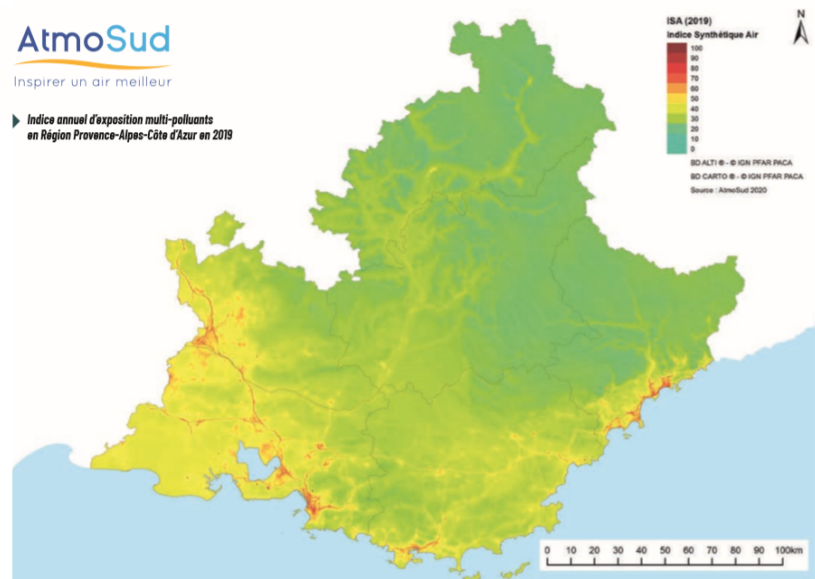 AtmoSud
Inspirer un air meilleur
Indice annuel d'exposition multi-polluants
en Région Provence-Alpes-Côte d'Azur en 2019
ISA (2019)
Indice Synthétique Air
100
90
80
70
60
50
40
30
20
10
0
BD ALTI ® - © IGN PFAR PACA
BD CARTO ® - © IGN PFAR PACA
Source : AtmoSud 2020
N
0 10 20 30 40 50 60 70 80 90 100km